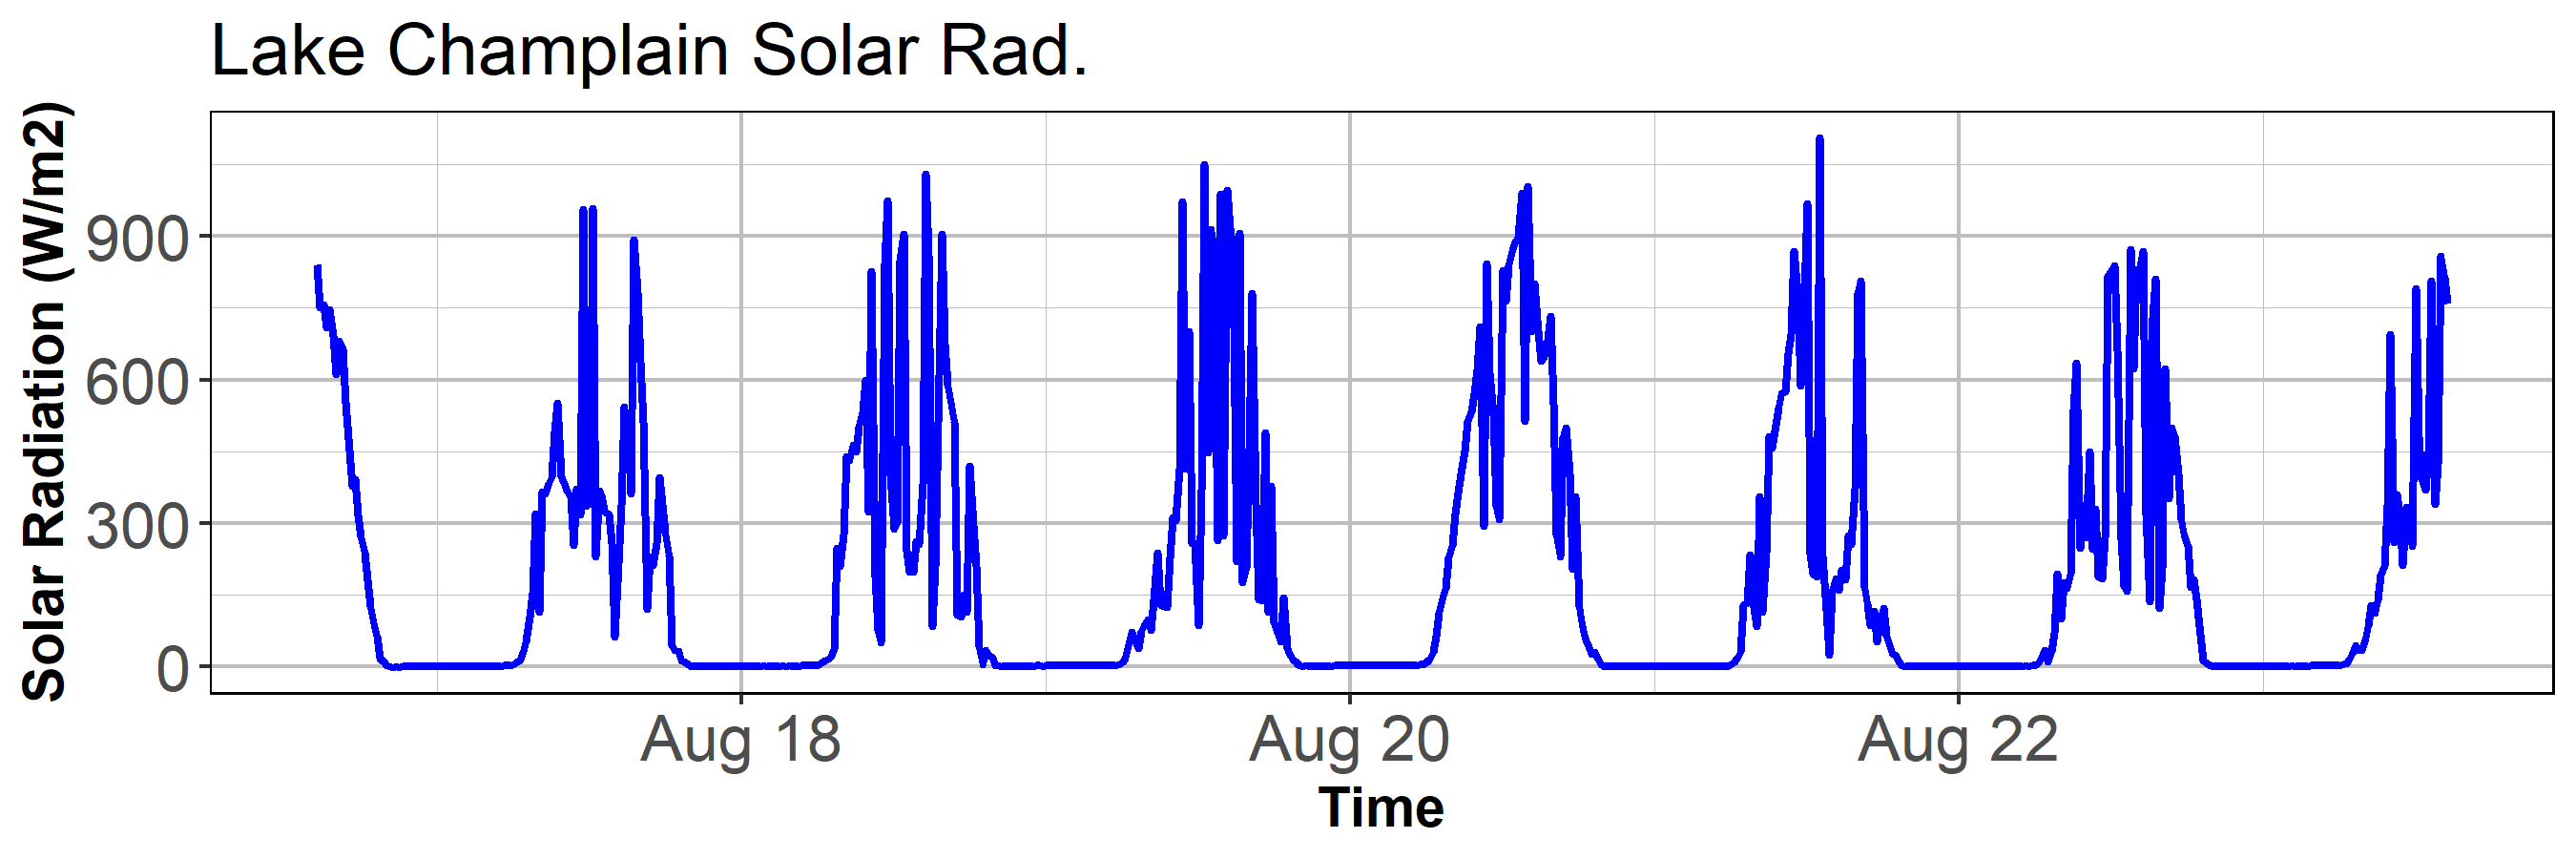 Lake Champlain Solar Rad.
Solar Radiation (W/m2)
900
600
300
0
Aug 18 Aug 20 Aug 22
Time